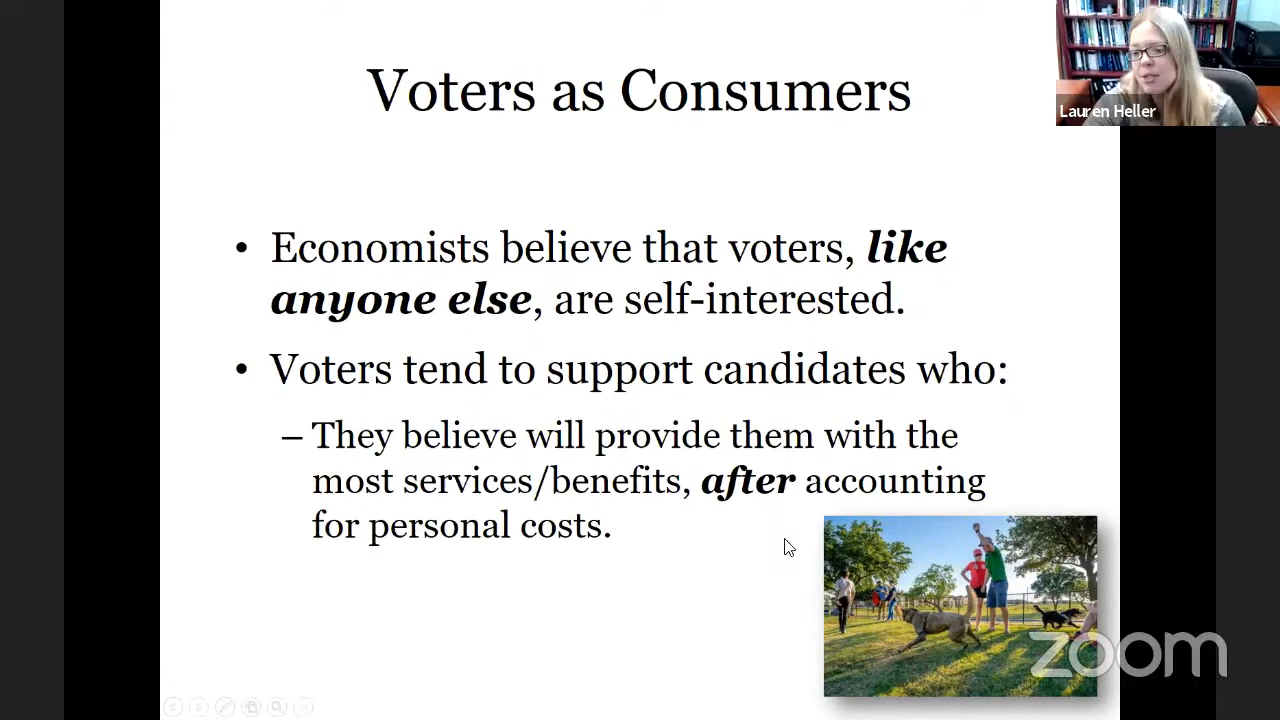 Voters as Consumers
Lauren Heller
• Economists believe that voters, like
anyone else, are self-interested.
• Voters tend to support candidates who:
– They believe will provide them with the
most services/benefits, after accounting
for personal costs.
zoom